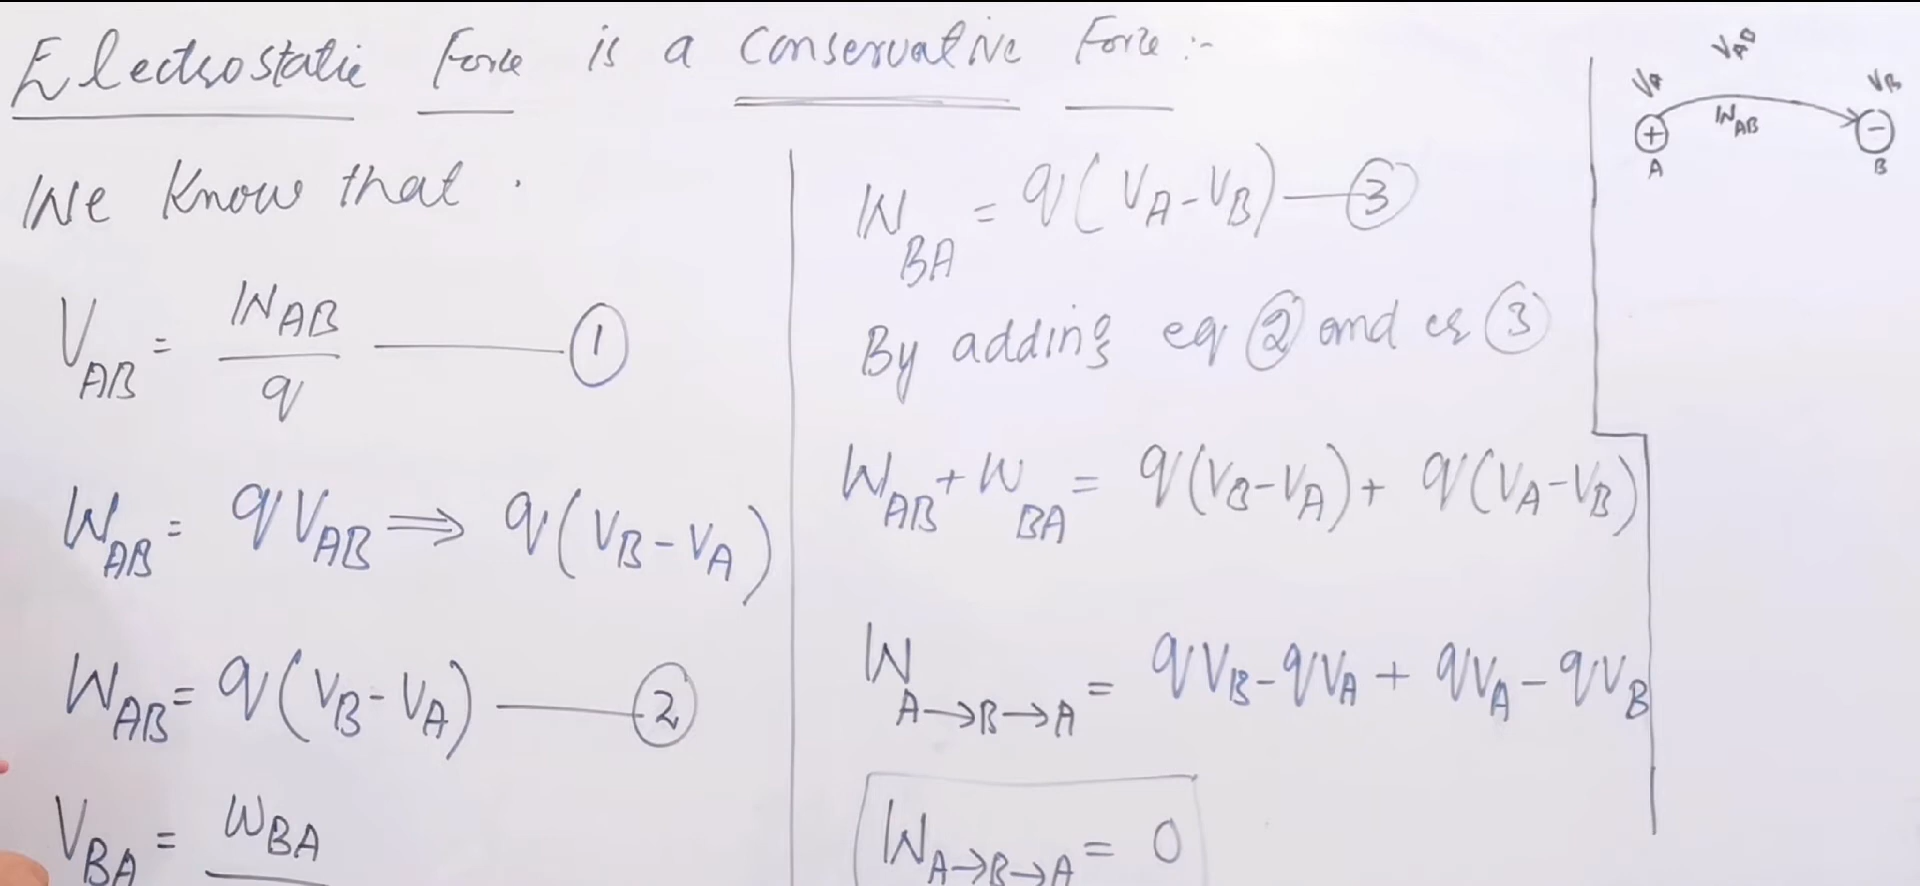 Electrostatic Force is a Conservative Force :-
We Know that .
V_AB = W_AB / q —— ①
W_AB = qV_AB ⇒ q(V_B - V_A)
W_AB = q(V_B - V_A) —— ②
V_BA = W_BA
W_BA = q(V_A - V_B) —— ③
By adding eq ② and eq ③
W_AB + W_BA = q(V_B - V_A) + q(V_A - V_B)
W_A→B→A = qV_B - qV_A + qV_A - qV_B
W_A→B→A = 0
V_AB
V_A V_B
W_AB
+ -
A B